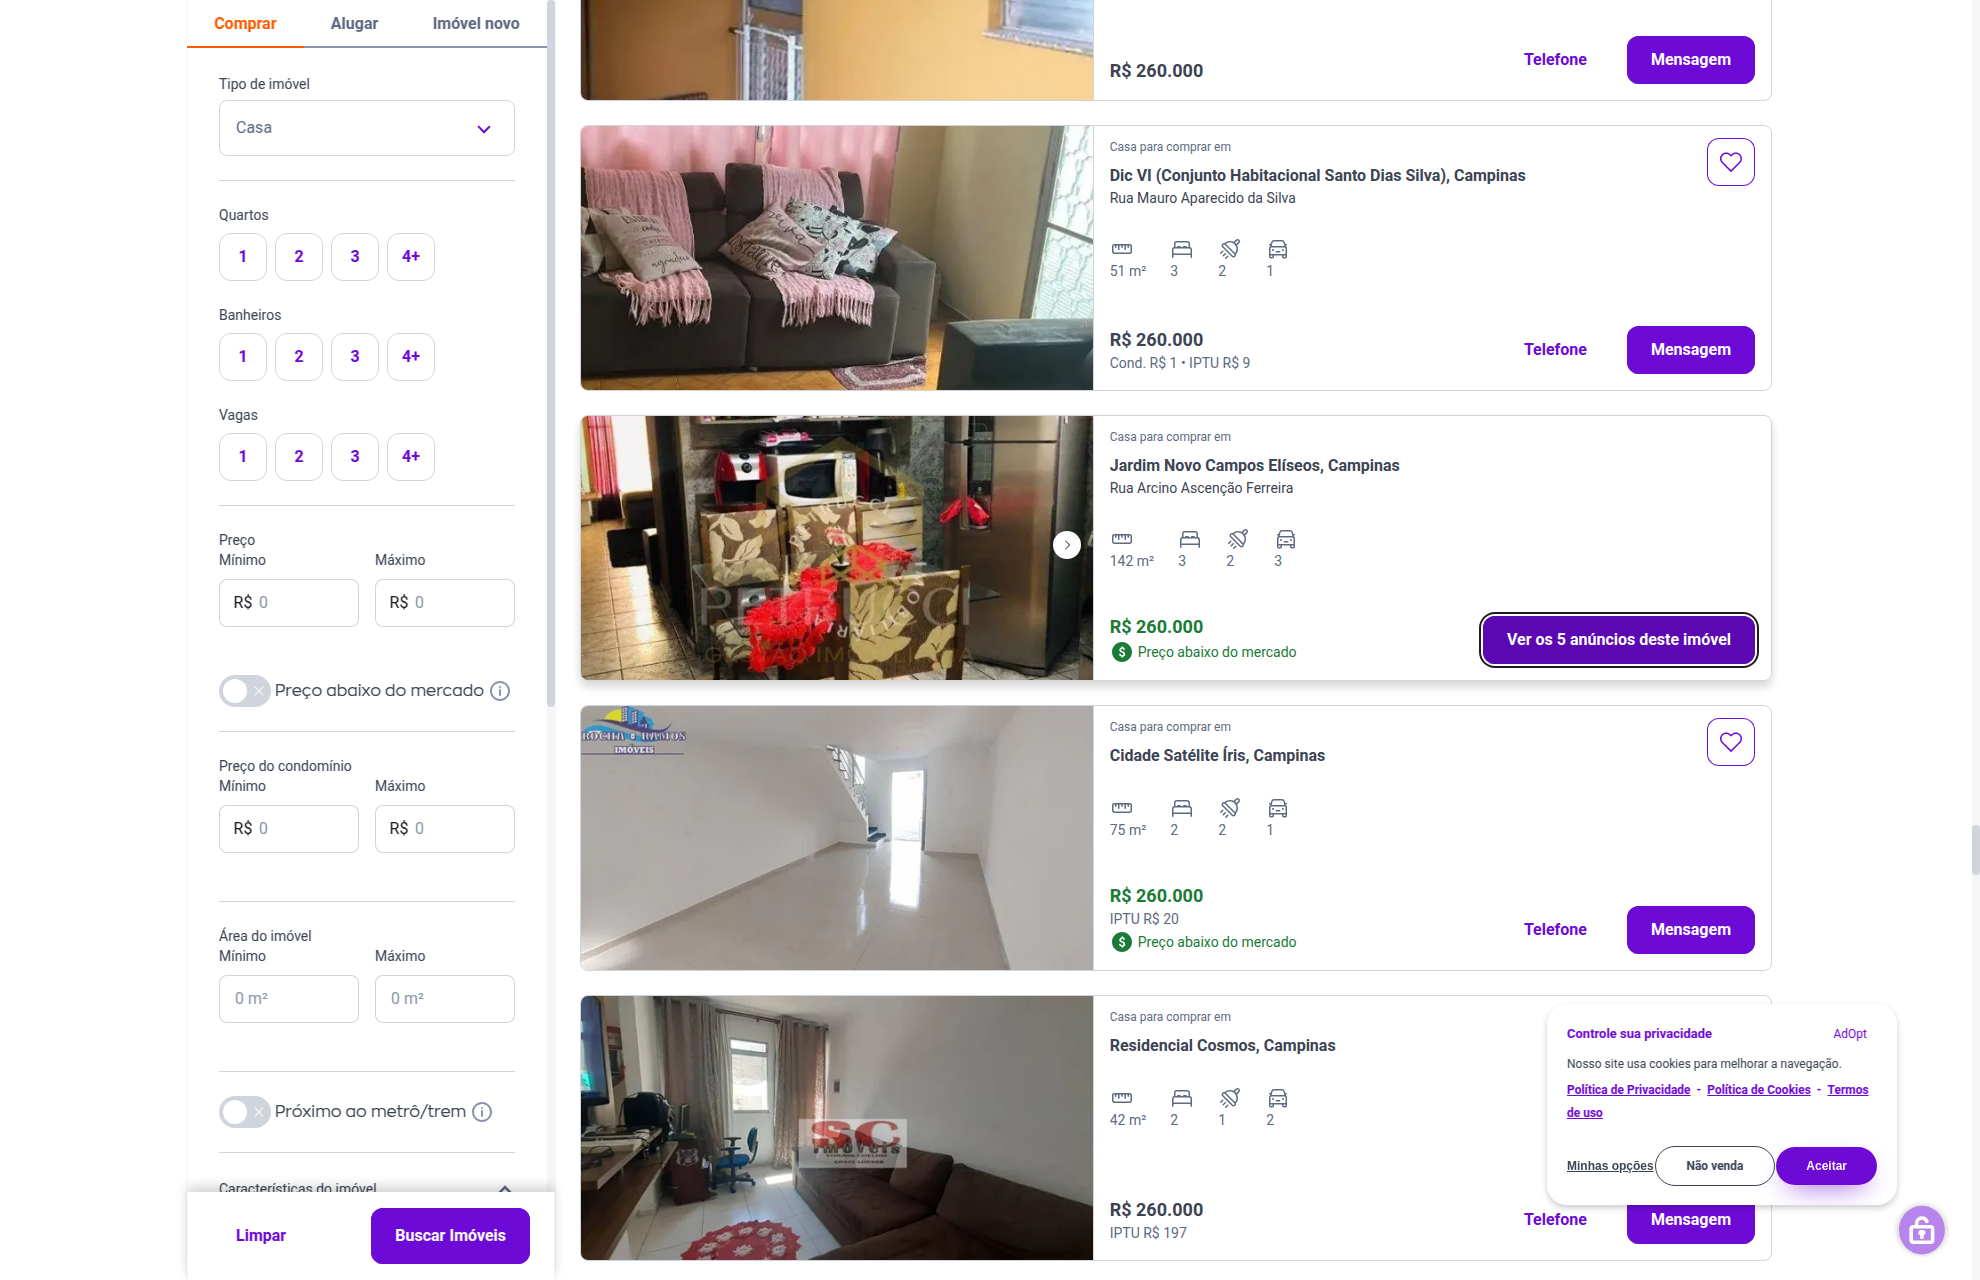 Comprar
Alugar
Imóvel novo
Tipo de imóvel
Casa
Quartos
1
2
3
4+
Banheiros
1
2
3
4+
Vagas
1
2
3
4+
Preço
Mínimo
Máximo
R$ 0
R$ 0
Preço abaixo do mercado
Preço do condomínio
Mínimo
Máximo
R$ 0
R$ 0
Área do imóvel
Mínimo
Máximo
0 m²
0 m²
Próximo ao metrô/trem
Características do imóvel
Limpar
Buscar Imóveis
R$ 260.000
Telefone
Mensagem
Casa para comprar em
Dic VI (Conjunto Habitacional Santo Dias Silva), Campinas
Rua Mauro Aparecido da Silva
51 m²
3
2
1
R$ 260.000
Cond. R$ 1 • IPTU R$ 9
Telefone
Mensagem
PETRUCCI
Casa para comprar em
Jardim Novo Campos Elíseos, Campinas
Rua Arcino Ascenção Ferreira
142 m²
3
2
3
R$ 260.000
$ Preço abaixo do mercado
Ver os 5 anúncios deste imóvel
ROCHA & RAMOS
IMÓVEIS
Casa para comprar em
Cidade Satélite Íris, Campinas
75 m²
2
2
1
R$ 260.000
IPTU R$ 20
$ Preço abaixo do mercado
Telefone
Mensagem
SC
IMÓVEIS
Casa para comprar em
Residencial Cosmos, Campinas
42 m²
2
1
2
R$ 260.000
IPTU R$ 197
Telefone
Mensagem
Controle sua privacidade
AdOpt
Nosso site usa cookies para melhorar a navegação.
Política de Privacidade - Política de Cookies - Termos
de uso
Minhas opções
Não venda
Aceitar